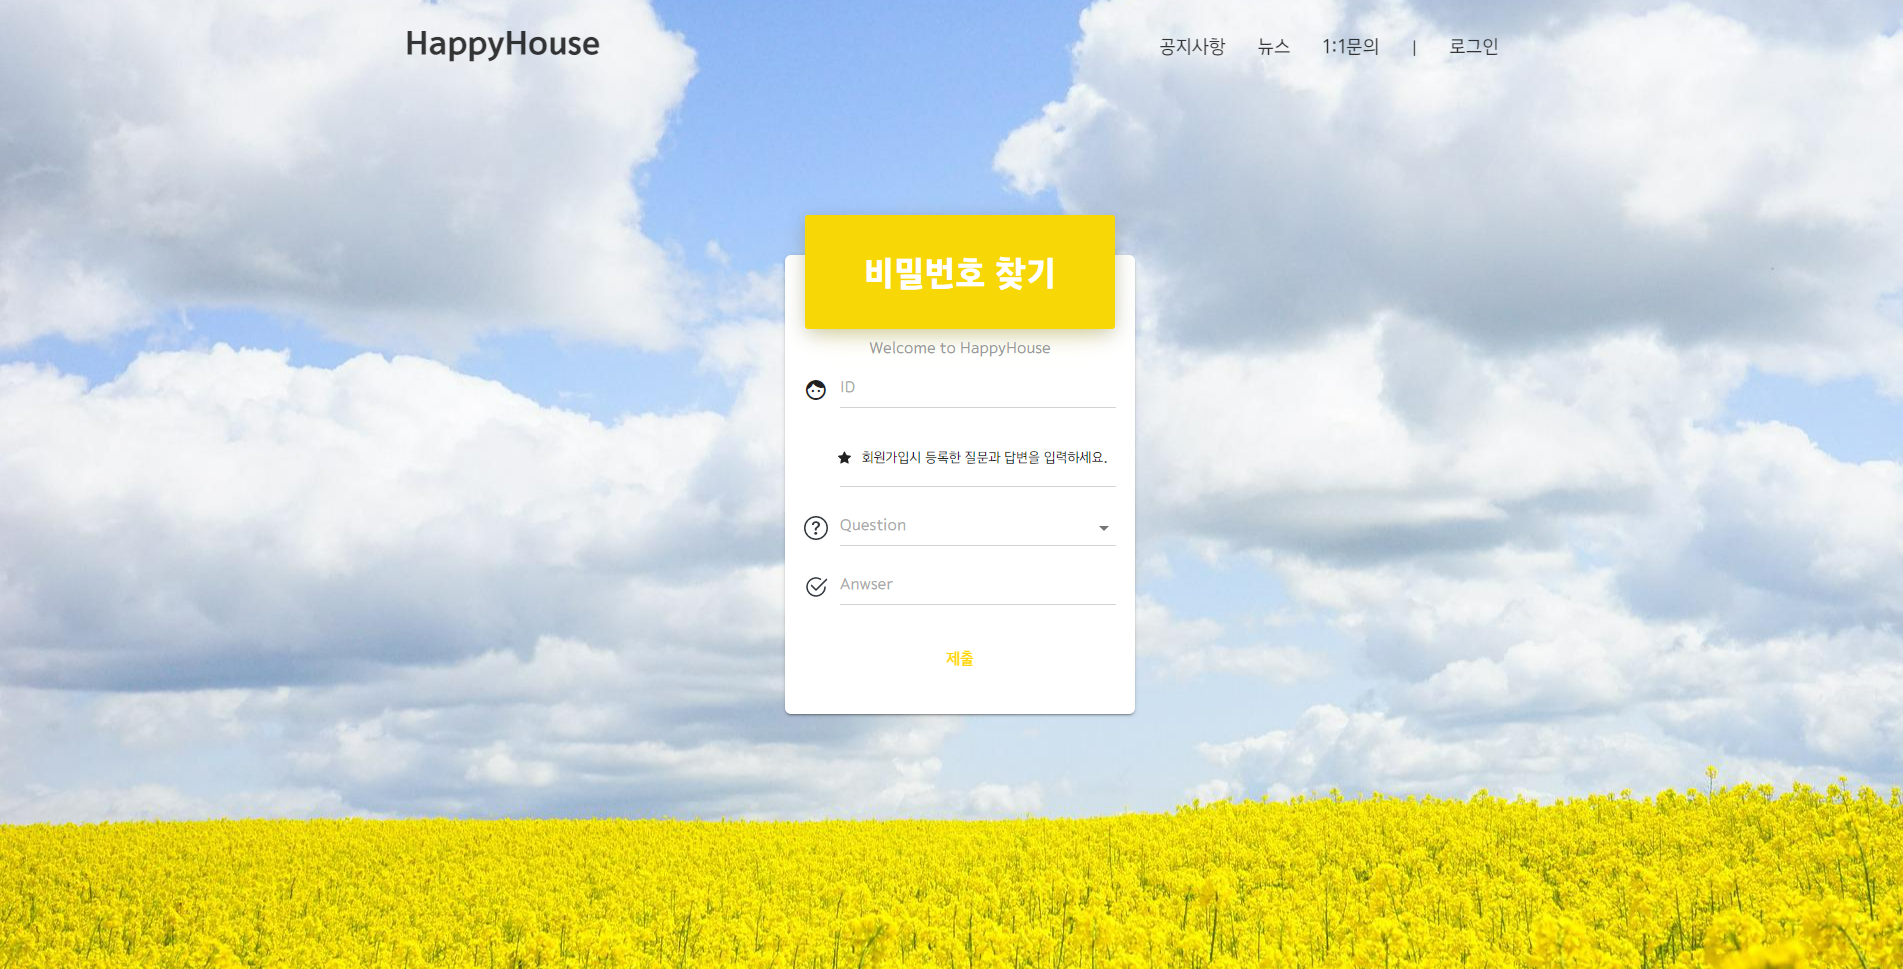 HappyHouse
공지사항 뉴스 1:1문의 | 로그인
비밀번호 찾기
Welcome to HappyHouse
ID
회원가입시 등록한 질문과 답변을 입력하세요.
Question
Anwser
제출